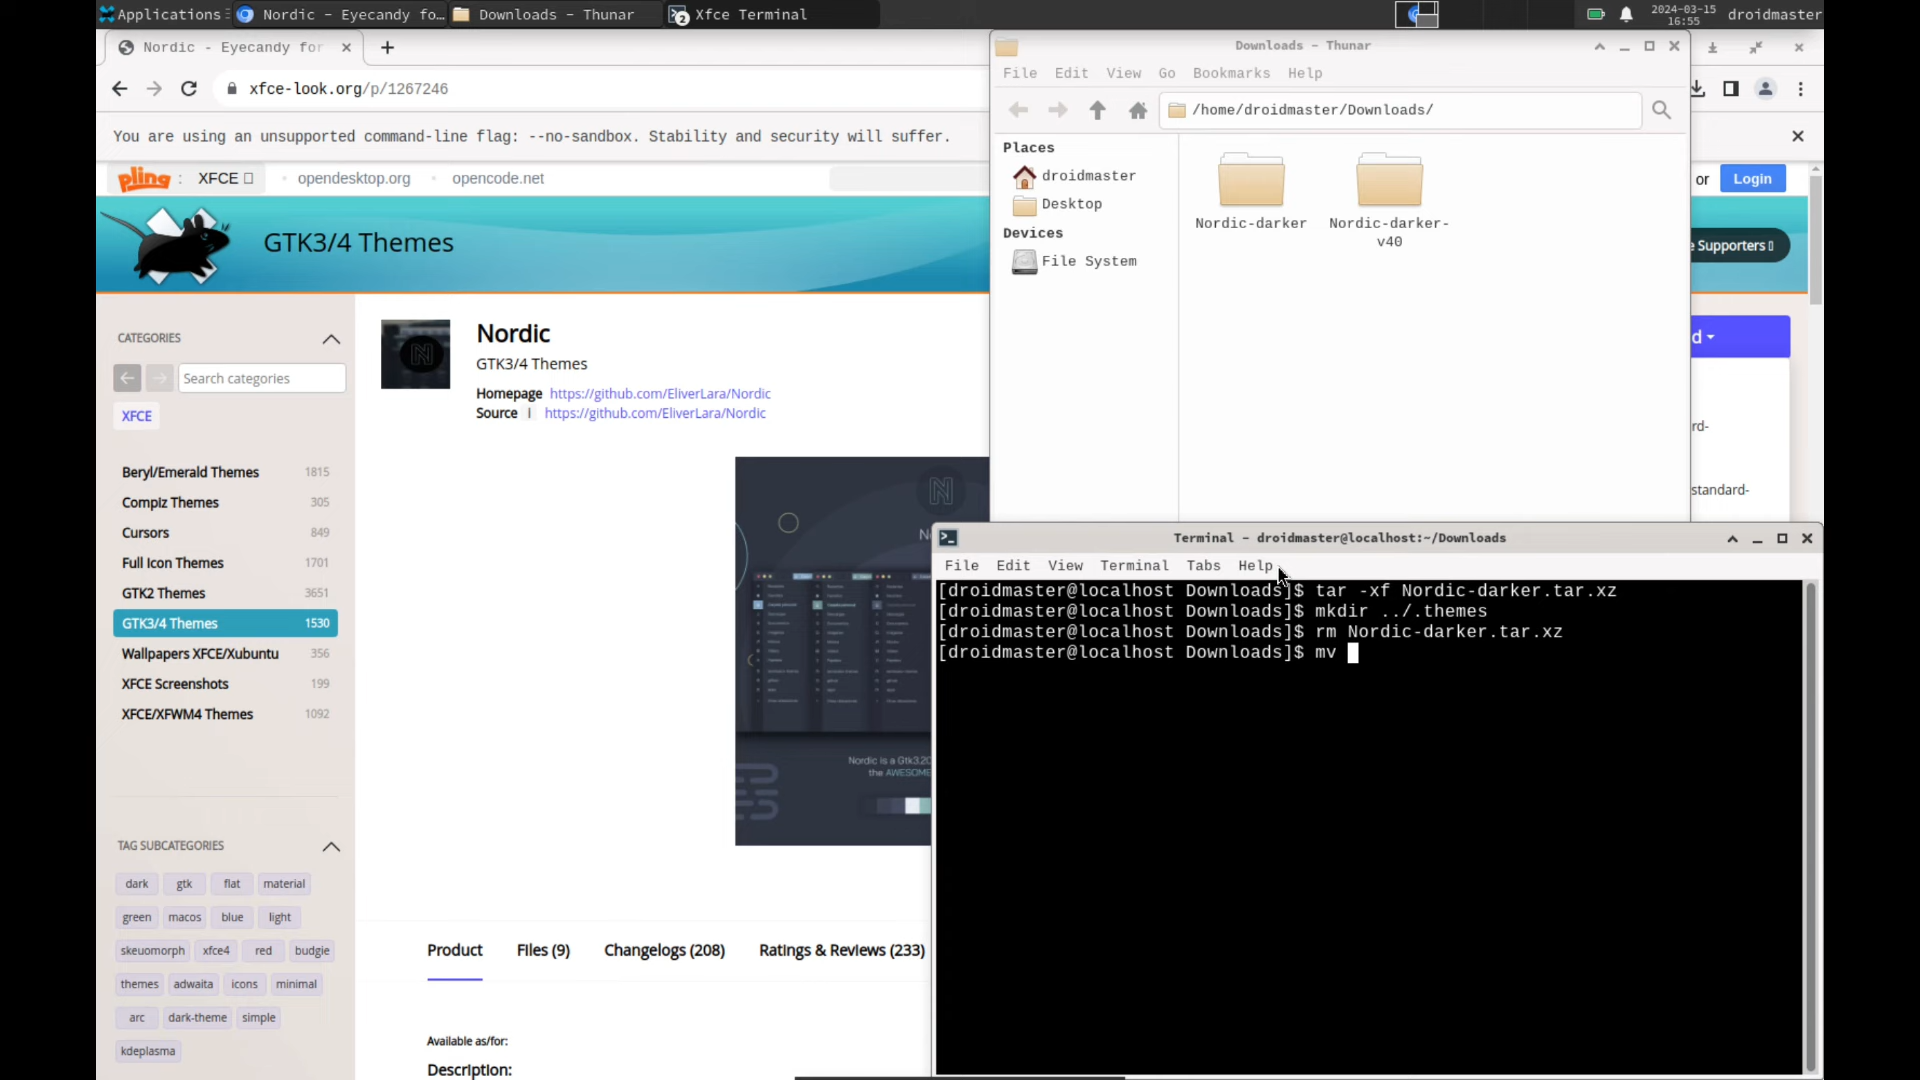 Applications
Nordic - Eyecandy fo...
Downloads - Thunar
2 Xfce Terminal
2024-03-15
16:55
droidmaster
Nordic - Eyecandy for
xfce-look.org/p/1267246
You are using an unsupported command-line flag: --no-sandbox. Stability and security will suffer.
pling : XFCE
opendesktop.org
opencode.net
or
Login
GTK3/4 Themes
e Supporters
CATEGORIES
Search categories
XFCE
Beryl/Emerald Themes 1815
Compiz Themes 305
Cursors 849
Full Icon Themes 1701
GTK2 Themes 3651
GTK3/4 Themes 1530
Wallpapers XFCE/Xubuntu 356
XFCE Screenshots 199
XFCE/XFWM4 Themes 1092
TAG SUBCATEGORIES
dark gtk flat material
green macos blue light
skeuomorph xfce4 red budgie
themes adwaita icons minimal
arc dark-theme simple
kdeplasma
Nordic
GTK3/4 Themes
Homepage https://github.com/EliverLara/Nordic
Source https://github.com/EliverLara/Nordic
N
Nordic is a Gtk3.20
the AWESOME
Product
Files (9)
Changelogs (208)
Ratings & Reviews (233)
Available as/for:
Description:
d
rd-
standard-
Downloads - Thunar
File Edit View Go Bookmarks Help
/home/droidmaster/Downloads/
Places
droidmaster
Desktop
Devices
File System
Nordic-darker
Nordic-darker-
v40
Terminal - droidmaster@localhost:~/Downloads
File Edit View Terminal Tabs Help
[droidmaster@localhost Downloads]$ tar -xf Nordic-darker.tar.xz
[droidmaster@localhost Downloads]$ mkdir ../.themes
[droidmaster@localhost Downloads]$ rm Nordic-darker.tar.xz
[droidmaster@localhost Downloads]$ mv